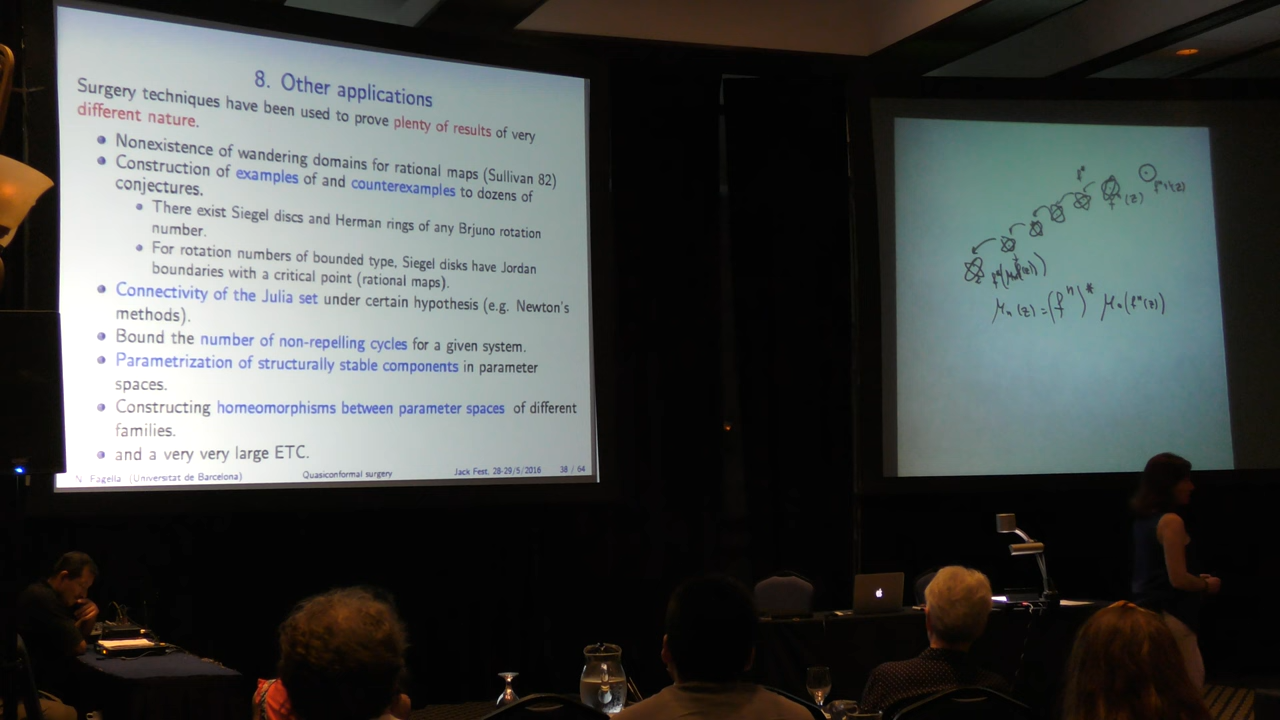 8. Other applications
Surgery techniques have been used to prove plenty of results of very
different nature.
• Nonexistence of wandering domains for rational maps (Sullivan 82)
• Construction of examples of and counterexamples to dozens of
conjectures.
• There exist Siegel discs and Herman rings of any Brjuno rotation
number.
• For rotation numbers of bounded type, Siegel disks have Jordan
boundaries with a critical point (rational maps).
• Connectivity of the Julia set under certain hypothesis (e.g. Newton's
methods).
• Bound the number of non-repelling cycles for a given system.
• Parametrization of structurally stable components in parameter
spaces.
• Constructing homeomorphisms between parameter spaces of different
families.
• and a very very large ETC.
N. Fagella (Universitat de Barcelona) Quasiconformal surgery Jack Fest, 28-29/5/2016 38 / 64
μₙ(z) = (fⁿ)* μₙ(fⁿ(z))